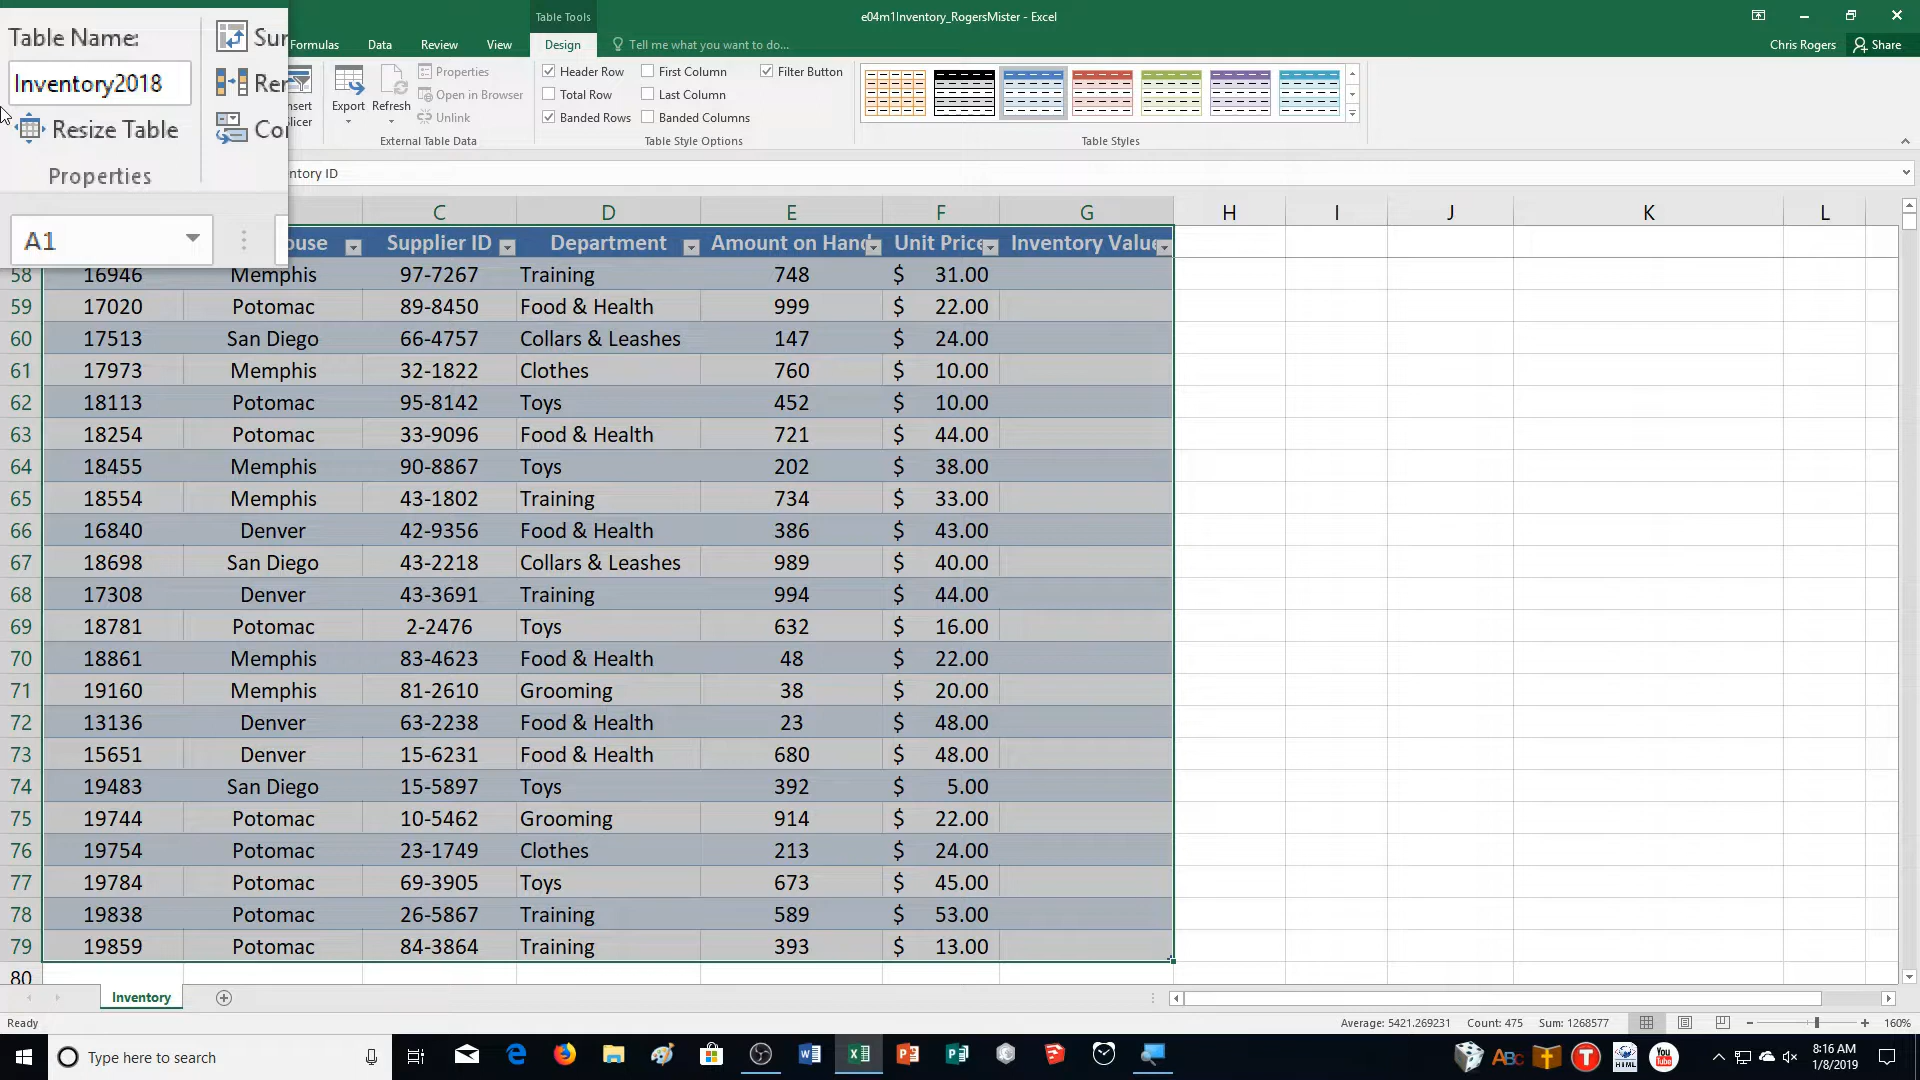 Table Tools
e04m1Inventory_RogersMister - Excel
Table Name:
Formulas Data Review View Design Tell me what you want to do... Chris Rogers Share
Inventory2018
Resize Table
Properties
Export Refresh Properties Open in Browser Unlink
External Table Data
Header Row First Column Filter Button
Total Row Last Column
Banded Rows Banded Columns
Table Style Options
Table Styles
A1
C D E F G H I J K L
Supplier ID Department Amount on Hand Unit Price Inventory Value
58 16946 Memphis 97-7267 Training 748 $ 31.00
59 17020 Potomac 89-8450 Food & Health 999 $ 22.00
60 17513 San Diego 66-4757 Collars & Leashes 147 $ 24.00
61 17973 Memphis 32-1822 Clothes 760 $ 10.00
62 18113 Potomac 95-8142 Toys 452 $ 10.00
63 18254 Potomac 33-9096 Food & Health 721 $ 44.00
64 18455 Memphis 90-8867 Toys 202 $ 38.00
65 18554 Memphis 43-1802 Training 734 $ 33.00
66 16840 Denver 42-9356 Food & Health 386 $ 43.00
67 18698 San Diego 43-2218 Collars & Leashes 989 $ 40.00
68 17308 Denver 43-3691 Training 994 $ 44.00
69 18781 Potomac 2-2476 Toys 632 $ 16.00
70 18861 Memphis 83-4623 Food & Health 48 $ 22.00
71 19160 Memphis 81-2610 Grooming 38 $ 20.00
72 13136 Denver 63-2238 Food & Health 23 $ 48.00
73 15651 Denver 15-6231 Food & Health 680 $ 48.00
74 19483 San Diego 15-5897 Toys 392 $ 5.00
75 19744 Potomac 10-5462 Grooming 914 $ 22.00
76 19754 Potomac 23-1749 Clothes 213 $ 24.00
77 19784 Potomac 69-3905 Toys 673 $ 45.00
78 19838 Potomac 26-5867 Training 589 $ 53.00
79 19859 Potomac 84-3864 Training 393 $ 13.00
80
Inventory
Ready Average: 5421.269231 Count: 475 Sum: 1268577 160%
Type here to search
8:16 AM
1/8/2019